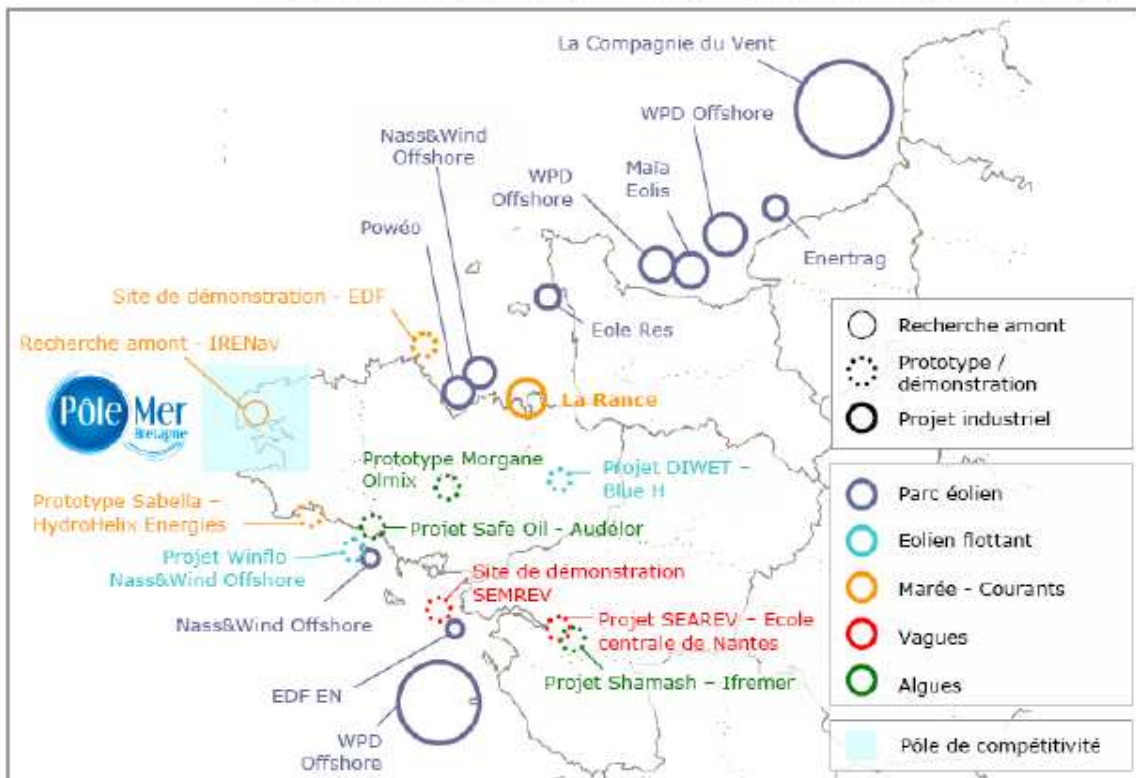 La Compagnie du Vent
WPD Offshore
Nass&Wind
Offshore
WPD
Offshore
Maïa
Eolis
Powéo
Enertrag
Site de démonstration - EDF
Eole Res
Recherche amont - IRENav
Pôle Mer
Bretagne
La Rance
Prototype Morgane
Olmix
Projet DIWET –
Blue H
Prototype Sabella –
HydroHelix Energies
Projet Safe Oil - Audélor
Projet Winflo
Nass&Wind Offshore
Site de démonstration
SEMREV
Nass&Wind Offshore
Projet SEAREV – Ecole
centrale de Nantes
Projet Shamash – Ifremer
EDF EN
WPD
Offshore
Recherche amont
Prototype /
démonstration
Projet industriel
Parc éolien
Eolien flottant
Marée - Courants
Vagues
Algues
Pôle de compétitivité